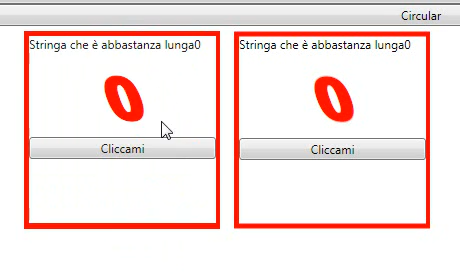 Circular
Stringa che è abbastanza lunga0
0
Cliccami
Stringa che è abbastanza lunga0
0
Cliccami